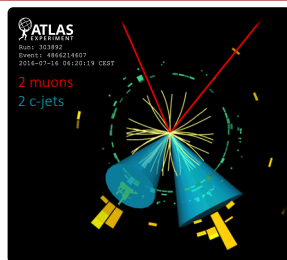 ATLAS
EXPERIMENT
Run: 303892
Event: 4866214607
2016-07-16 06:20:19 CEST
2 muons
2 c-jets